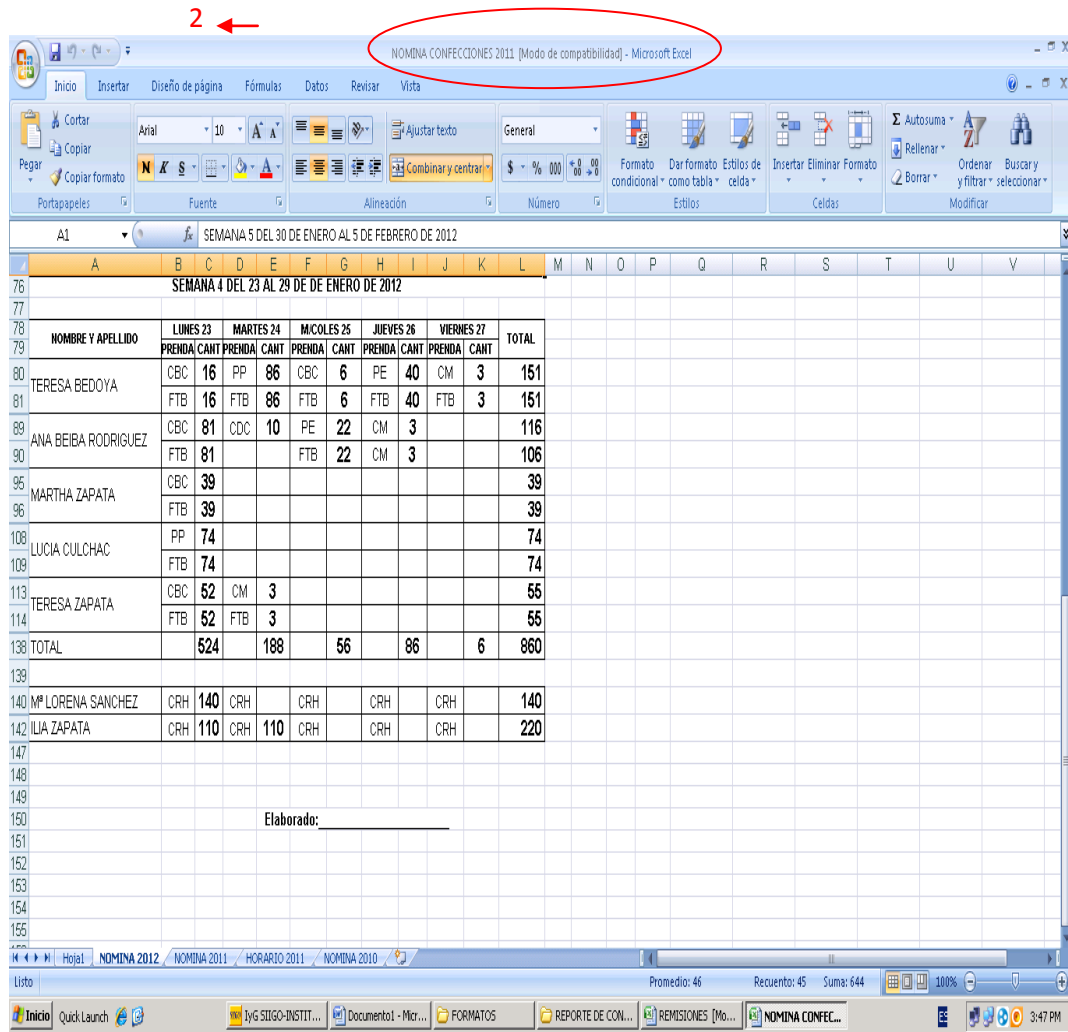 2
NOMINA CONFECCIONES 2011 [Modo de compatibilidad] - Microsoft Excel
Inicio Insertar Diseño de página Fórmulas Datos Revisar Vista
Pegar Cortar Copiar Copiar formato Portapapeles
Arial 10 N K S Fuente
Ajustar texto Combinar y centrar Alineación
General $ % 000 Número
Formato condicional Dar formato como tabla Estilos de celda Estilos
Insertar Eliminar Formato Celdas
Σ Autosuma Rellenar Borrar Ordenar y filtrar Buscar y seleccionar Modificar
A1 fx SEMANA 5 DEL 30 DE ENERO AL 5 DE FEBRERO DE 2012
A B C D E F G H I J K L M N O P Q R S T U V
76 SEMANA 4 DEL 23 AL 29 DE DE ENERO DE 2012
77
78 NOMBRE Y APELLIDO LUNES 23 MARTES 24 M/COLES 25 JUEVES 26 VIERNES 27 TOTAL
79 PRENDA CANT PRENDA CANT PRENDA CANT PRENDA CANT PRENDA CANT
80 TERESA BEDOYA CBC 16 PP 86 CBC 6 PE 40 CM 3 151
81 FTB 16 FTB 86 FTB 6 FTB 40 FTB 3 151
89 ANA BEIBA RODRIGUEZ CBC 81 CDC 10 PE 22 CM 3 116
90 FTB 81 FTB 22 CM 3 106
95 MARTHA ZAPATA CBC 39 39
96 FTB 39 39
108 LUCIA CULCHAC PP 74 74
109 FTB 74 74
113 TERESA ZAPATA CBC 52 CM 3 55
114 FTB 52 FTB 3 55
138 TOTAL 524 188 56 86 6 860
139
140 Mª LORENA SANCHEZ CRH 140 CRH CRH CRH CRH 140
142 ILIA ZAPATA CRH 110 CRH 110 CRH CRH CRH 220
147
148
149
150 Elaborado:
151
152
153
154
155
Hoja1 NOMINA 2012 NOMINA 2011 HORARIO 2011 NOMINA 2010
Listo Promedio: 46 Recuento: 45 Suma: 644 100%
Inicio Quick Launch IyG SIIGO-INSTIT... Documento1 - Micr... FORMATOS REPORTE DE CON... REMISIONES [Mo... NOMINA CONFEC... ES 3:47 PM